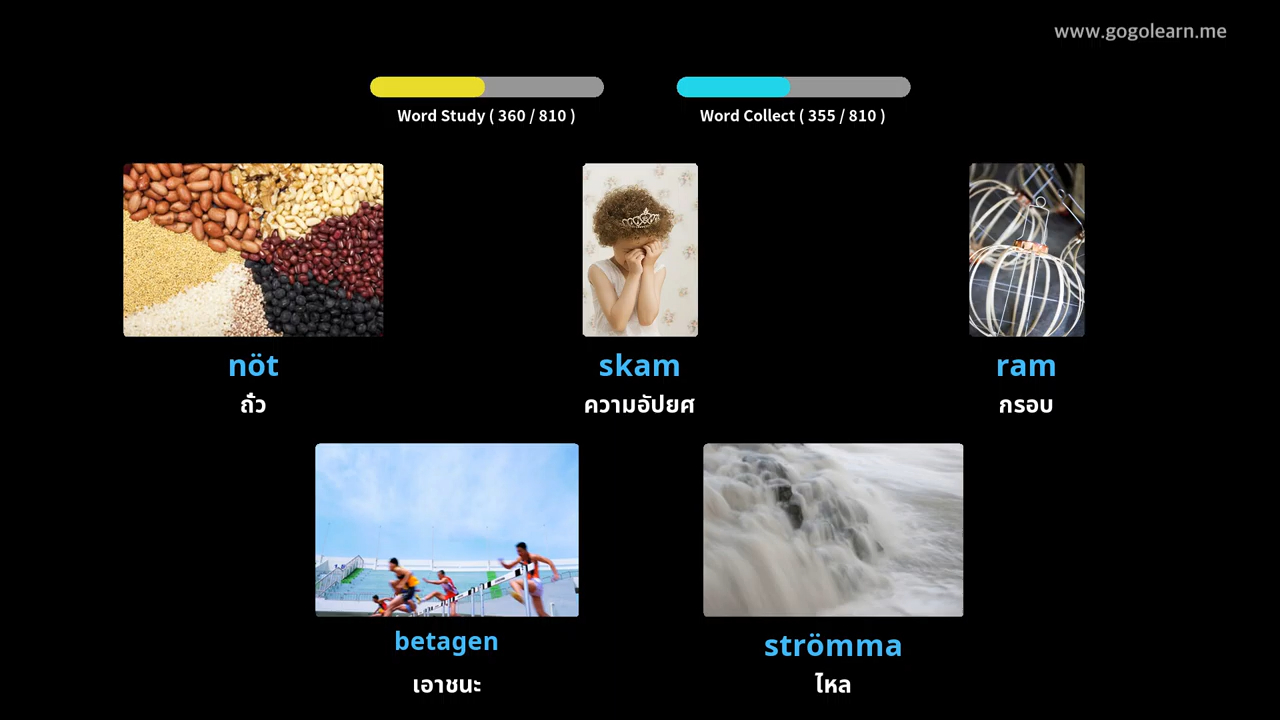 www.gogolearn.me
Word Study ( 360 / 810 )
Word Collect ( 355 / 810 )
nöt
ถั่ว
skam
ความอัปยศ
ram
กรอบ
betagen
เอาชนะ
strömma
ไหล